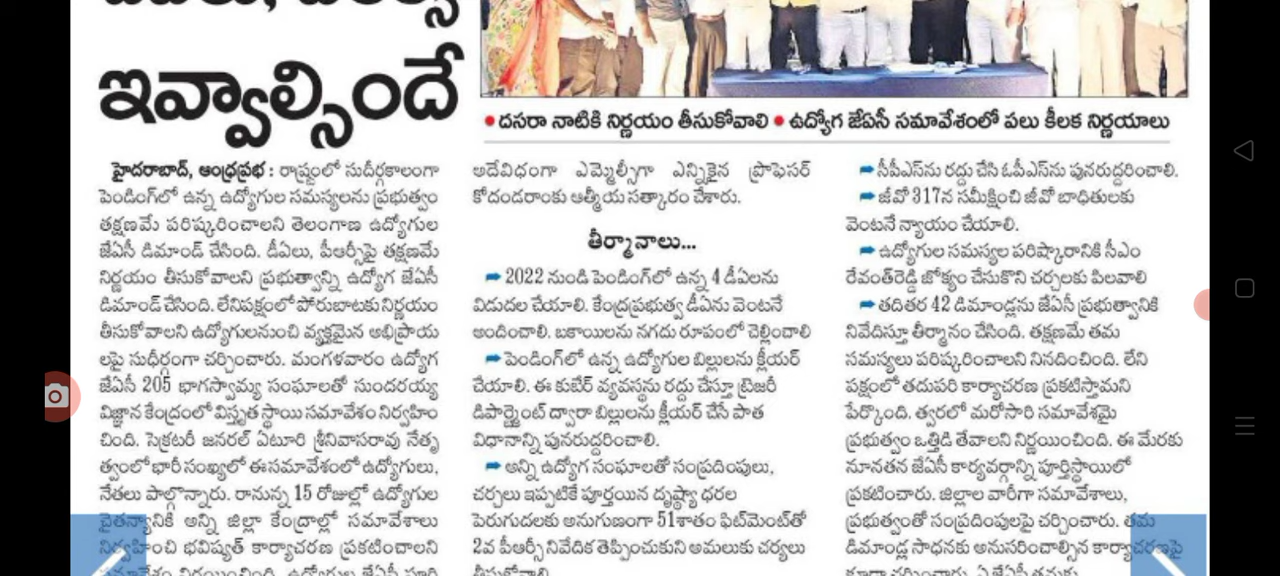 ఇవ్వాల్సిందే
• దసరా నాటికి నిర్ణయం తీసుకోవాలి • ఉద్యోగ జేఏసీ సమావేశంలో పలు కీలక నిర్ణయాలు
హైదరాబాద్, ఆంధ్రప్రభ : రాష్ట్రంలో సుదీర్ఘకాలంగా
పెండింగ్‌లో ఉన్న ఉద్యోగుల సమస్యలను ప్రభుత్వం
తక్షణమే పరిష్కరించాలని తెలంగాణ ఉద్యోగుల
జేఏసీ డిమాండ్ చేసింది. డీఏలు, పీఆర్సీపై తక్షణమే
నిర్ణయం తీసుకోవాలని ప్రభుత్వాన్ని ఉద్యోగ జేఏసీ
డిమాండ్ చేసింది. లేనిపక్షంలో పోరుబాటకు నిర్ణయం
తీసుకోవాలని ఉద్యోగులనుంచి వ్యక్తమైన అభిప్రాయ
లపై సుధీర్గంగా చర్చించారు. మంగళవారం ఉద్యోగ
జేఏసీ 205 భాగస్వామ్య సంఘాలతో సుందరయ్య
విజ్ఞాన కేంద్రంలో విస్తృత స్థాయి సమావేశం నిర్వహిం
చింది. సెక్రటరీ జనరల్ ఏటూరి శ్రీనివాసరావు నేతృ
త్వంలో భారీ సంఖ్యలో ఈసమావేశంలో ఉద్యోగులు,
నేతలు పాల్గొన్నారు. రానున్న 15 రోజుల్లో ఉద్యోగుల
చైతన్యానికి అన్ని జిల్లా కేంద్రాల్లో సమావేశాలు
నిర్వహించి భవిష్యత్ కార్యాచరణ ప్రకటించాలని
అదేవిధంగా ఎమ్మెల్సీగా ఎన్నికైన ప్రొఫెసర్
కోదండరాంకు ఆత్మీయ సత్కారం చేశారు.
తీర్మానాలు...
➡ 2022 నుండి పెండింగ్‌లో ఉన్న 4 డీఏలను
విడుదల చేయాలి. కేంద్రప్రభుత్వ డీఏను వెంటనే
అందించాలి. బకాయిలను నగదు రూపంలో చెల్లించాలి
➡ పెండింగ్‌లో ఉన్న ఉద్యోగుల బిల్లులను క్లియర్
చేయాలి. ఈ కుబేర్ వ్యవస్థను రద్దు చేస్తూ ట్రెజరీ
డిపార్ట్మెంట్ ద్వారా బిల్లులను క్లియర్ చేసే పాత
విధానాన్ని పునరుద్దరించాలి.
➡ అన్ని ఉద్యోగ సంఘాలతో సంప్రదింపులు,
చర్చలు ఇప్పటికే పూర్తయిన దృష్ట్యా ధరల
పెరుగుదలకు అనుగుణంగా 51శాతం ఫిట్‌మెంట్‌తో
2వ పీఆర్సీ నివేదిక తెప్పించుకుని అమలుకు చర్యలు
తీసుకోవాలి
➡ సీపీఎస్‌ను రద్దు చేసి ఓపీఎస్‌ను పునరుద్దరించాలి.
➡ జీవో 317న సమీక్షించి జీవో బాధితులకు
వెంటనే న్యాయం చేయాలి.
➡ ఉద్యోగుల సమస్యల పరిష్కారానికి సీఎం
రేవంత్‌రెడ్డి జోక్యం చేసుకొని చర్చలకు పిలవాలి
➡ తదితర 42 డిమాండ్లను జేఏసీ ప్రభుత్వానికి
నివేదిస్తూ తీర్మానం చేసింది. తక్షణమే తమ
సమస్యలు పరిష్కరించాలని నినదించింది. లేని
పక్షంలో తదుపరి కార్యాచరణ ప్రకటిస్తామని
పేర్కొంది. త్వరలో మరోసారి సమావేశమై
ప్రభుత్వం ఒత్తిడి తేవాలని నిర్ణయించింది. ఈ మేరకు
నూనతన జేఏసీ కార్యవర్గాన్ని పూర్తిస్థాయిలో
ప్రకటించారు. జిల్లాల వారీగా సమావేశాలు,
ప్రభుత్వంతో సంప్రదింపులపై చర్చించారు. తమ
డిమాండ్ల సాధనకు అనుసరించాల్సిన కార్యాచరణపై